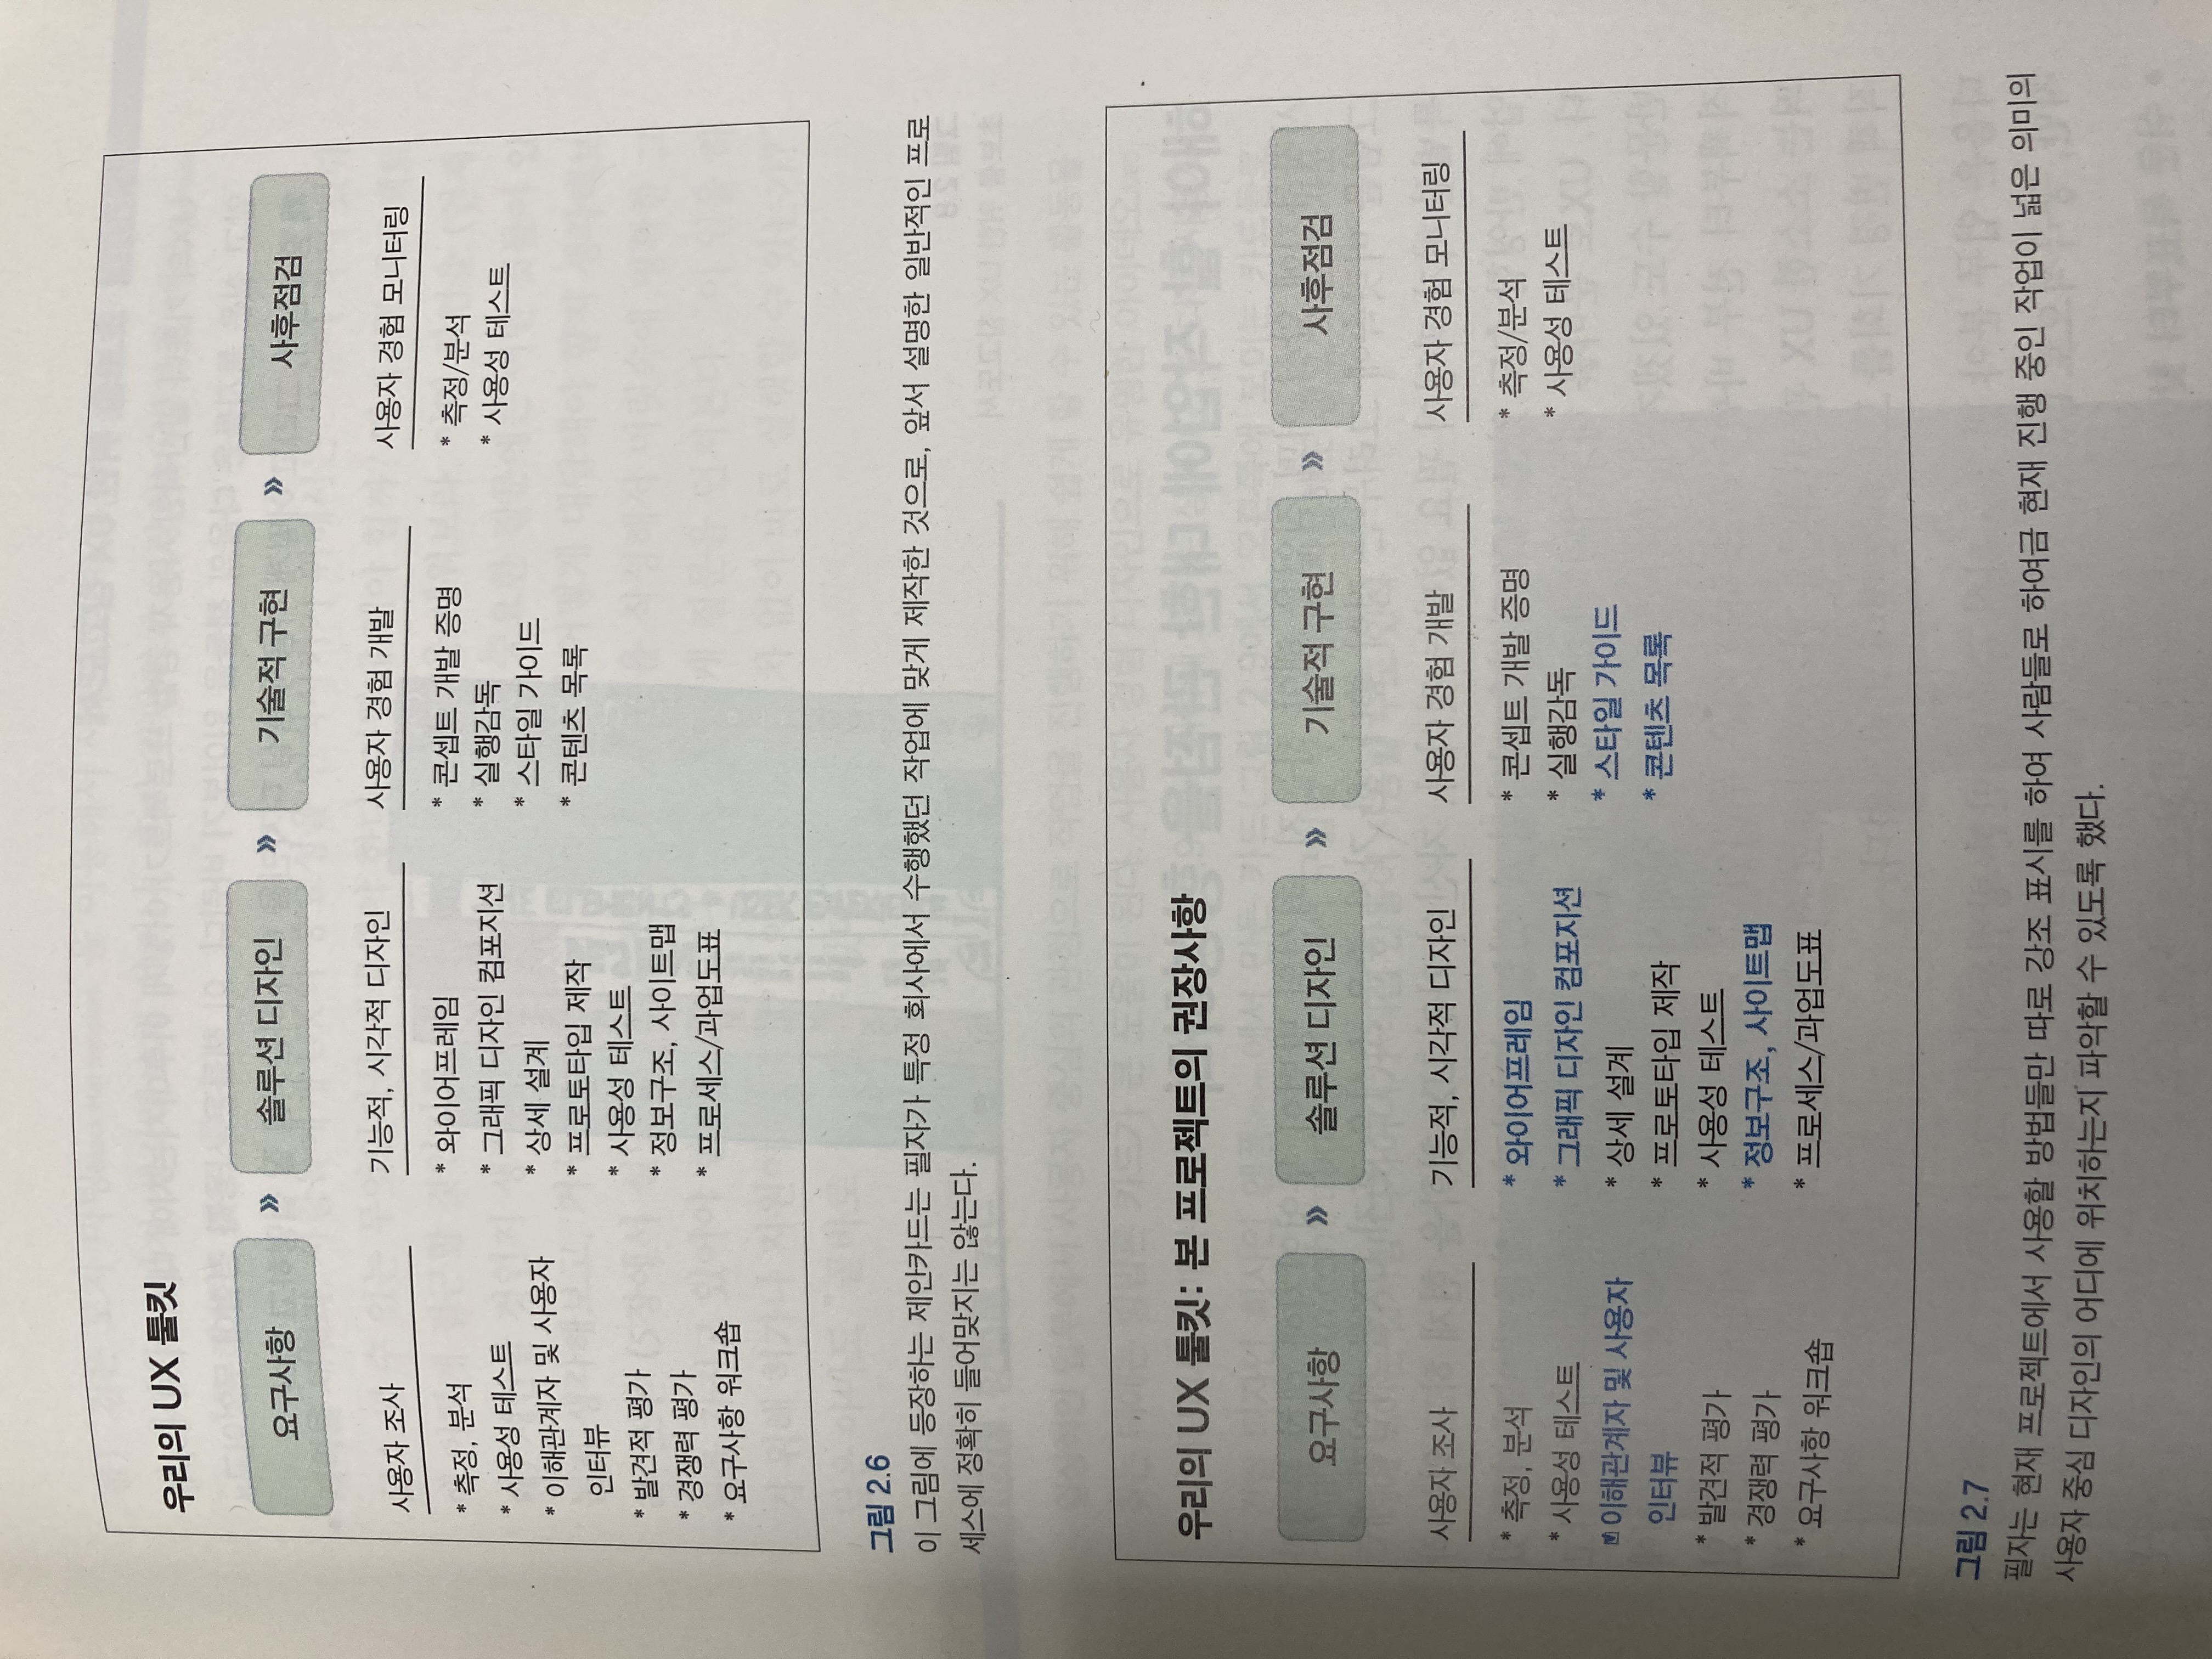 우리의 UX 툴킷
요구사항 » 솔루션 디자인 » 기술적 구현 » 사후점검
사용자 조사
* 측정, 분석
* 사용성 테스트
* 이해관계자 및 사용자
인터뷰
* 발견적 평가
* 경쟁력 평가
* 요구사항 워크숍
기능적, 시각적 디자인
* 와이어프레임
* 그래픽 디자인 컴포지션
* 상세 설계
* 프로토타입 제작
* 사용성 테스트
* 정보구조, 사이트맵
* 프로세스/과업도표
사용자 경험 개발
* 콘셉트 개발 증명
* 실행감독
* 스타일 가이드
* 콘텐츠 목록
사용자 경험 모니터링
* 측정/분석
* 사용성 테스트
그림 2.6
이 그림에 등장하는 제안카드는 필자가 특정 회사에서 수행했던 작업에 맞게 제작한 것으로, 앞서 설명한 일반적인 프로
세스에 정확히 들어맞지는 않는다.
우리의 UX 툴킷: 본 프로젝트의 권장사항
요구사항 » 솔루션 디자인 » 기술적 구현 » 사후점검
사용자 조사
* 측정, 분석
* 사용성 테스트
이해관계자 및 사용자
인터뷰
* 발견적 평가
* 경쟁력 평가
* 요구사항 워크숍
기능적, 시각적 디자인
* 와이어프레임
* 그래픽 디자인 컴포지션
* 상세 설계
* 프로토타입 제작
* 사용성 테스트
* 정보구조, 사이트맵
* 프로세스/과업도표
사용자 경험 개발
* 콘셉트 개발 증명
* 실행감독
* 스타일 가이드
* 콘텐츠 목록
사용자 경험 모니터링
* 측정/분석
* 사용성 테스트
그림 2.7
필자는 현재 프로젝트에서 사용할 방법들만 따로 강조 표시를 하여 사람들로 하여금 현재 진행 중인 작업이 넓은 의미의
사용자 중심 디자인의 어디에 위치하는지 파악할 수 있도록 했다.